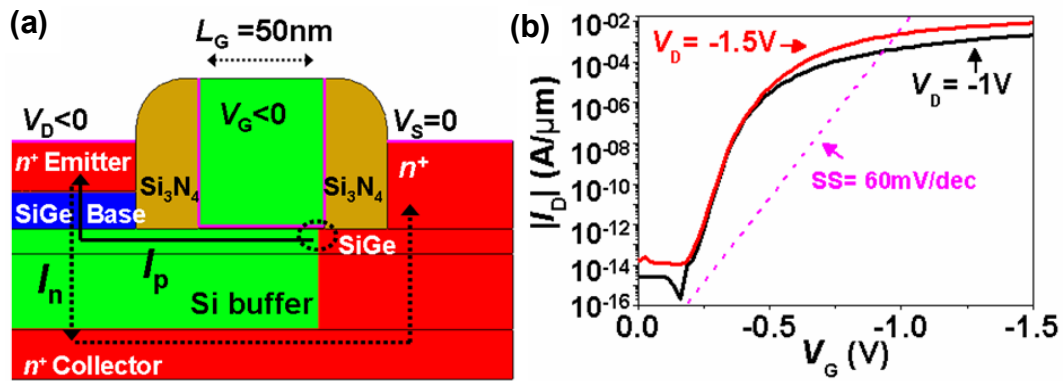 (a)
L_G =50nm
V_D<0
V_G<0
V_S=0
n+ Emitter
n+
Si3N4
Si3N4
SiGe Base
SiGe
I_p
I_n
Si buffer
n+ Collector
(b)
10^-02
10^-04
10^-06
10^-08
10^-10
10^-12
10^-14
10^-16
|I_D| (A/μm)
V_D = -1.5V
V_D= -1V
SS= 60mV/dec
0.0
-0.5
-1.0
-1.5
V_G (V)